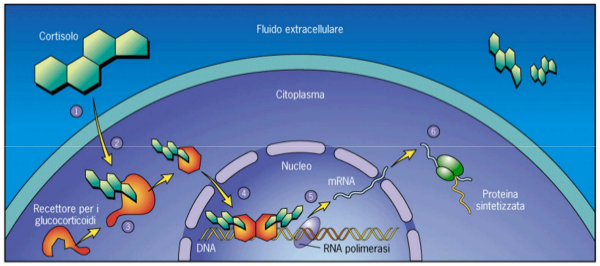 Cortisolo
Fluido extracellulare
1
Citoplasma
2
6
Nucleo
mRNA
4
5
Proteina
sintetizzata
Recettore per i
glucocorticoidi
3
DNA
RNA polimerasi